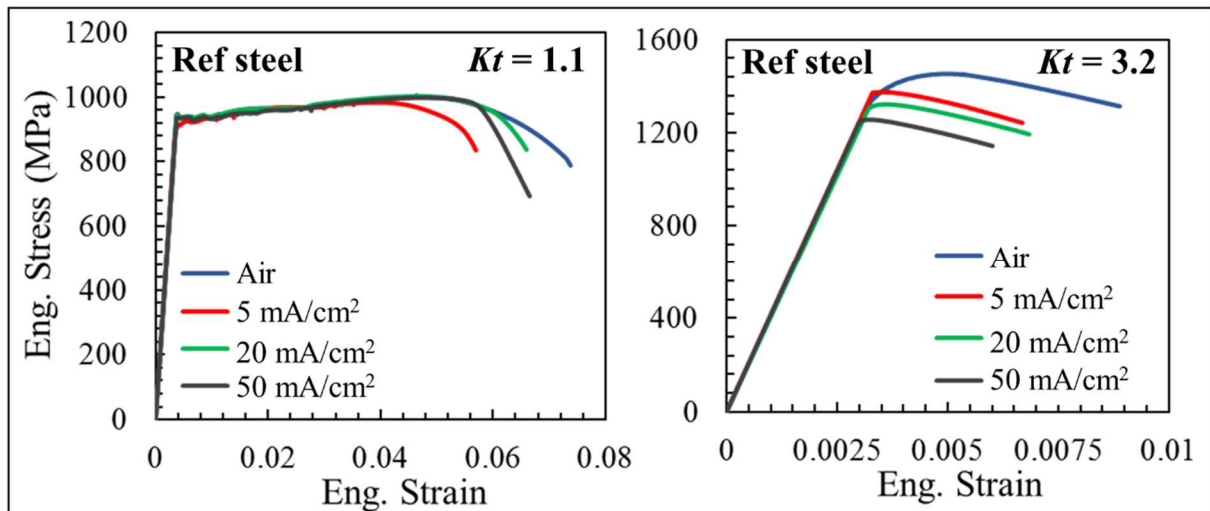 Ref steel Kt = 1.1
Eng. Stress (MPa)
1200
1000
800
600
400
200
0
Air
5 mA/cm²
20 mA/cm²
50 mA/cm²
0 0.02 0.04 0.06 0.08
Eng. Strain
Ref steel Kt = 3.2
1600
1200
800
400
0
Air
5 mA/cm²
20 mA/cm²
50 mA/cm²
0 0.0025 0.005 0.0075 0.01
Eng. Strain